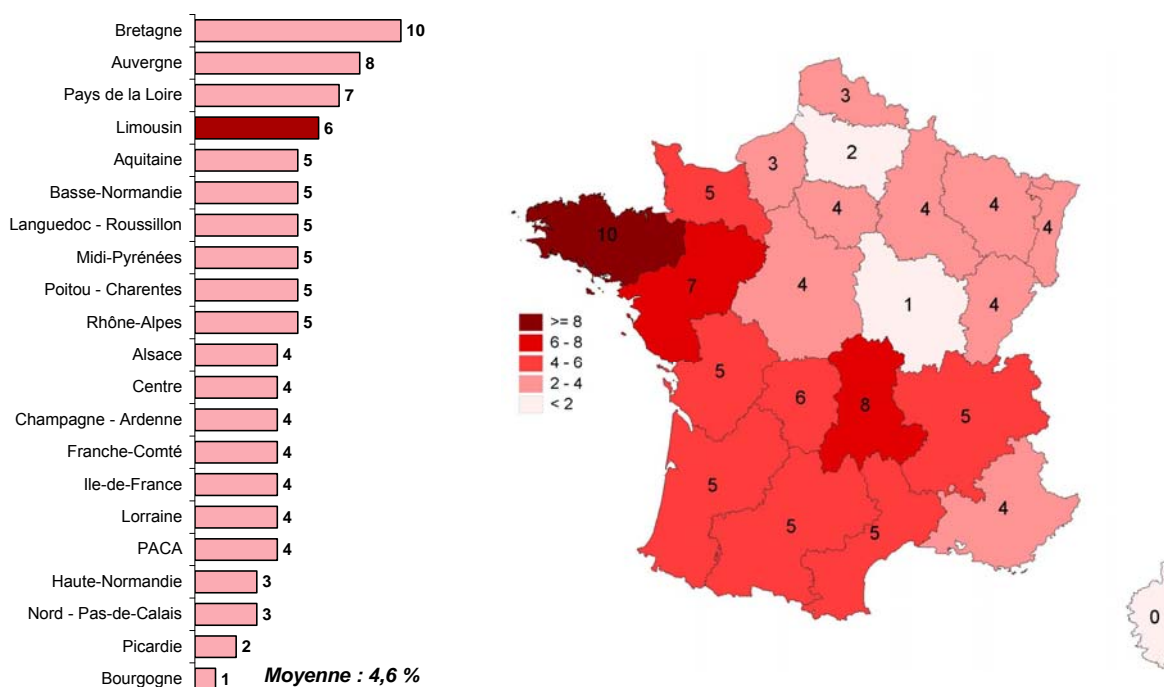 Bretagne 10
Auvergne 8
Pays de la Loire 7
Limousin 6
Aquitaine 5
Basse-Normandie 5
Languedoc - Roussillon 5
Midi-Pyrénées 5
Poitou - Charentes 5
Rhône-Alpes 5
Alsace 4
Centre 4
Champagne - Ardenne 4
Franche-Comté 4
Ile-de-France 4
Lorraine 4
PACA 4
Haute-Normandie 3
Nord - Pas-de-Calais 3
Picardie 2
Bourgogne 1
Moyenne : 4,6 %
3
3
2
5
4
4
4
4
10
7
4
1
4
>= 8
6 - 8
4 - 6
2 - 4
< 2
5
6
8
5
5
5
5
4
0